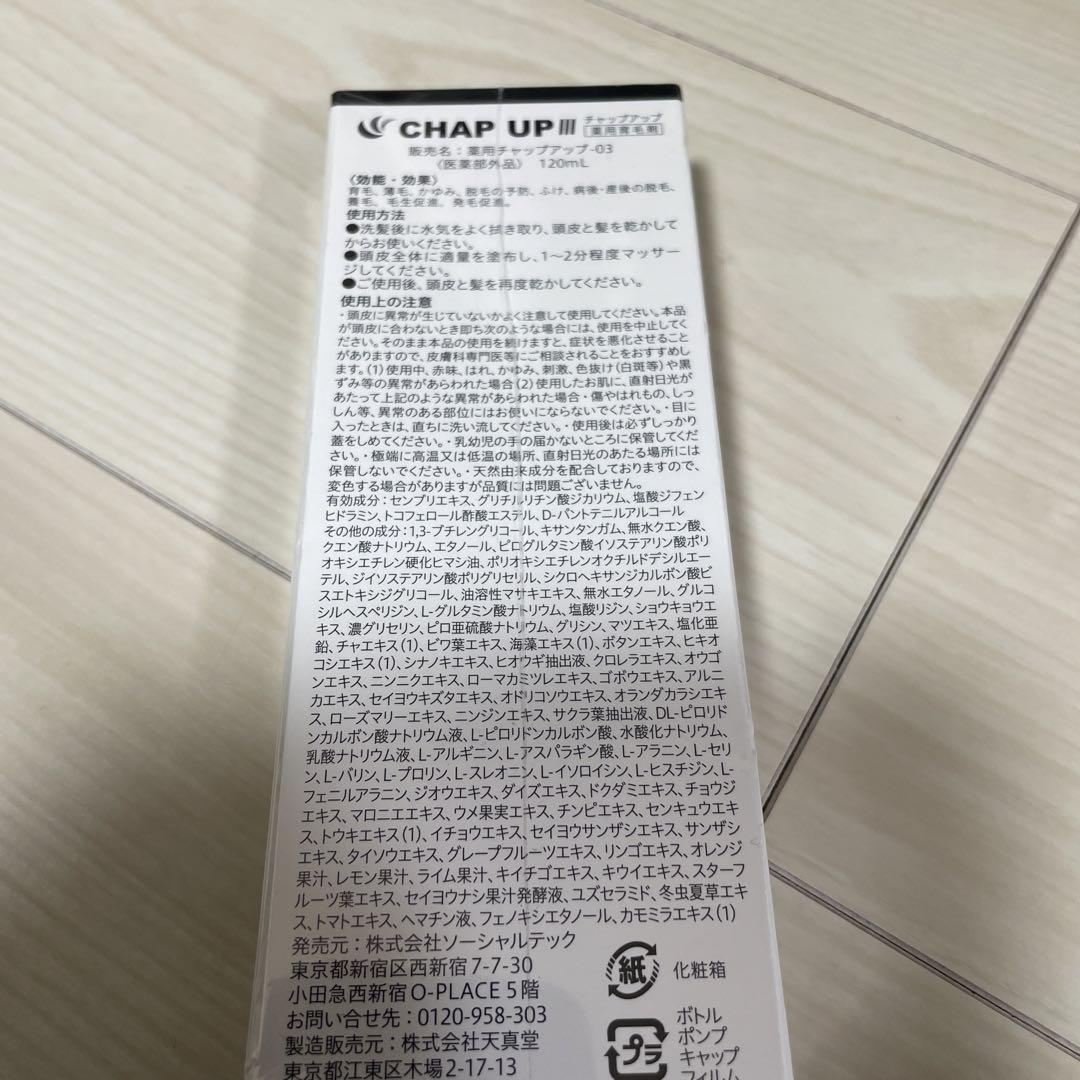 CHAP UP III チャップアップ 薬用育毛剤
販売名：薬用チャップアップ-03
〈医薬部外品〉 120mL
〈効能・効果〉
育毛、薄毛、かゆみ、脱毛の予防、ふけ、病後・産後の脱毛、
養毛、毛生促進、発毛促進。
使用方法
●洗髪後に水気をよく拭き取り、頭皮と髪を乾かして
からお使いください。
●頭皮全体に適量を塗布し、1～2分程度マッサー
ジしてください。
●ご使用後、頭皮と髪を再度乾かしてください。
使用上の注意
・頭皮に異常が生じていないかよく注意して使用してください。本品
が頭皮に合わないとき即ち次のような場合には、使用を中止してく
ださい。そのまま本品の使用を続けますと、症状を悪化させること
がありますので、皮膚科専門医等にご相談されることをおすすめし
ます。(1)使用中、赤味、はれ、かゆみ、刺激、色抜け(白斑等)や黒
ずみ等の異常があらわれた場合(2)使用したお肌に、直射日光が
あたって上記のような異常があらわれた場合・傷やはれもの、しっ
しん等、異常のある部位にはお使いにならないでください。・目に
入ったときは、直ちに洗い流してください。・使用後は必ずしっかり
蓋をしめてください。・乳幼児の手の届かないところに保管してくだ
さい。・極端に高温又は低温の場所、直射日光のあたる場所には
保管しないでください。・天然由来成分を配合しておりますので、
変色する場合がありますが品質には問題ございません。
有効成分：センブリエキス、グリチルリチン酸ジカリウム、塩酸ジフェン
ヒドラミン、トコフェロール酢酸エステル、D-パントテニルアルコール
その他の成分：1,3-ブチレングリコール、キサンタンガム、無水クエン酸、
クエン酸ナトリウム、エタノール、ピログルタミン酸イソステアリン酸ポリ
オキシエチレン硬化ヒマシ油、ポリオキシエチレンオクチルドデシルエー
テル、ジイソステアリン酸ポリグリセリル、シクロヘキサンジカルボン酸ビ
スエトキシジグリコール、油溶性マサキエキス、無水エタノール、グルコ
シルヘスペリジン、L-グルタミン酸ナトリウム、塩酸リジン、ショウキョウエ
キス、濃グリセリン、ピロ亜硫酸ナトリウム、グリシン、マツエキス、塩化亜
鉛、チャエキス(1)、ビワ葉エキス、海藻エキス(1)、ボタンエキス、ヒキオ
コシエキス(1)、シナノキエキス、ヒオウギ抽出液、クロレラエキス、オウゴ
ンエキス、ニンニクエキス、ローマカミツレエキス、ゴボウエキス、アルニ
カエキス、セイヨウキズタエキス、オドリコソウエキス、オランダカラシエキ
ス、ローズマリーエキス、ニンジンエキス、サクラ葉抽出液、DL-ピロリド
ンカルボン酸ナトリウム液、L-ピロリドンカルボン酸、水酸化ナトリウム、
乳酸ナトリウム液、L-アルギニン、L-アスパラギン酸、L-アラニン、L-セリ
ン、L-バリン、L-プロリン、L-スレオニン、L-イソロイシン、L-ヒスチジン、L-
フェニルアラニン、ジオウエキス、ダイズエキス、ドクダミエキス、チョウジ
エキス、マロニエエキス、ウメ果実エキス、チンピエキス、センキュウエキ
ス、トウキエキス(1)、イチョウエキス、セイヨウサンザシエキス、サンザシ
エキス、タイソウエキス、グレープフルーツエキス、リンゴエキス、オレンジ
果汁、レモン果汁、ライム果汁、キイチゴエキス、キウイエキス、スターフ
ルーツ葉エキス、セイヨウナシ果汁発酵液、ユズセラミド、冬虫夏草エキ
ス、トマトエキス、ヘマチン液、フェノキシエタノール、カモミラエキス(1)
発売元：株式会社ソーシャルテック
東京都新宿区西新宿7-7-30
小田急西新宿O-PLACE 5階
お問い合せ先：0120-958-303
製造販売元：株式会社天真堂
東京都江東区木場2-17-13
紙 化粧箱
プラ
ボトル
ポンプ
キャップ
フィルム